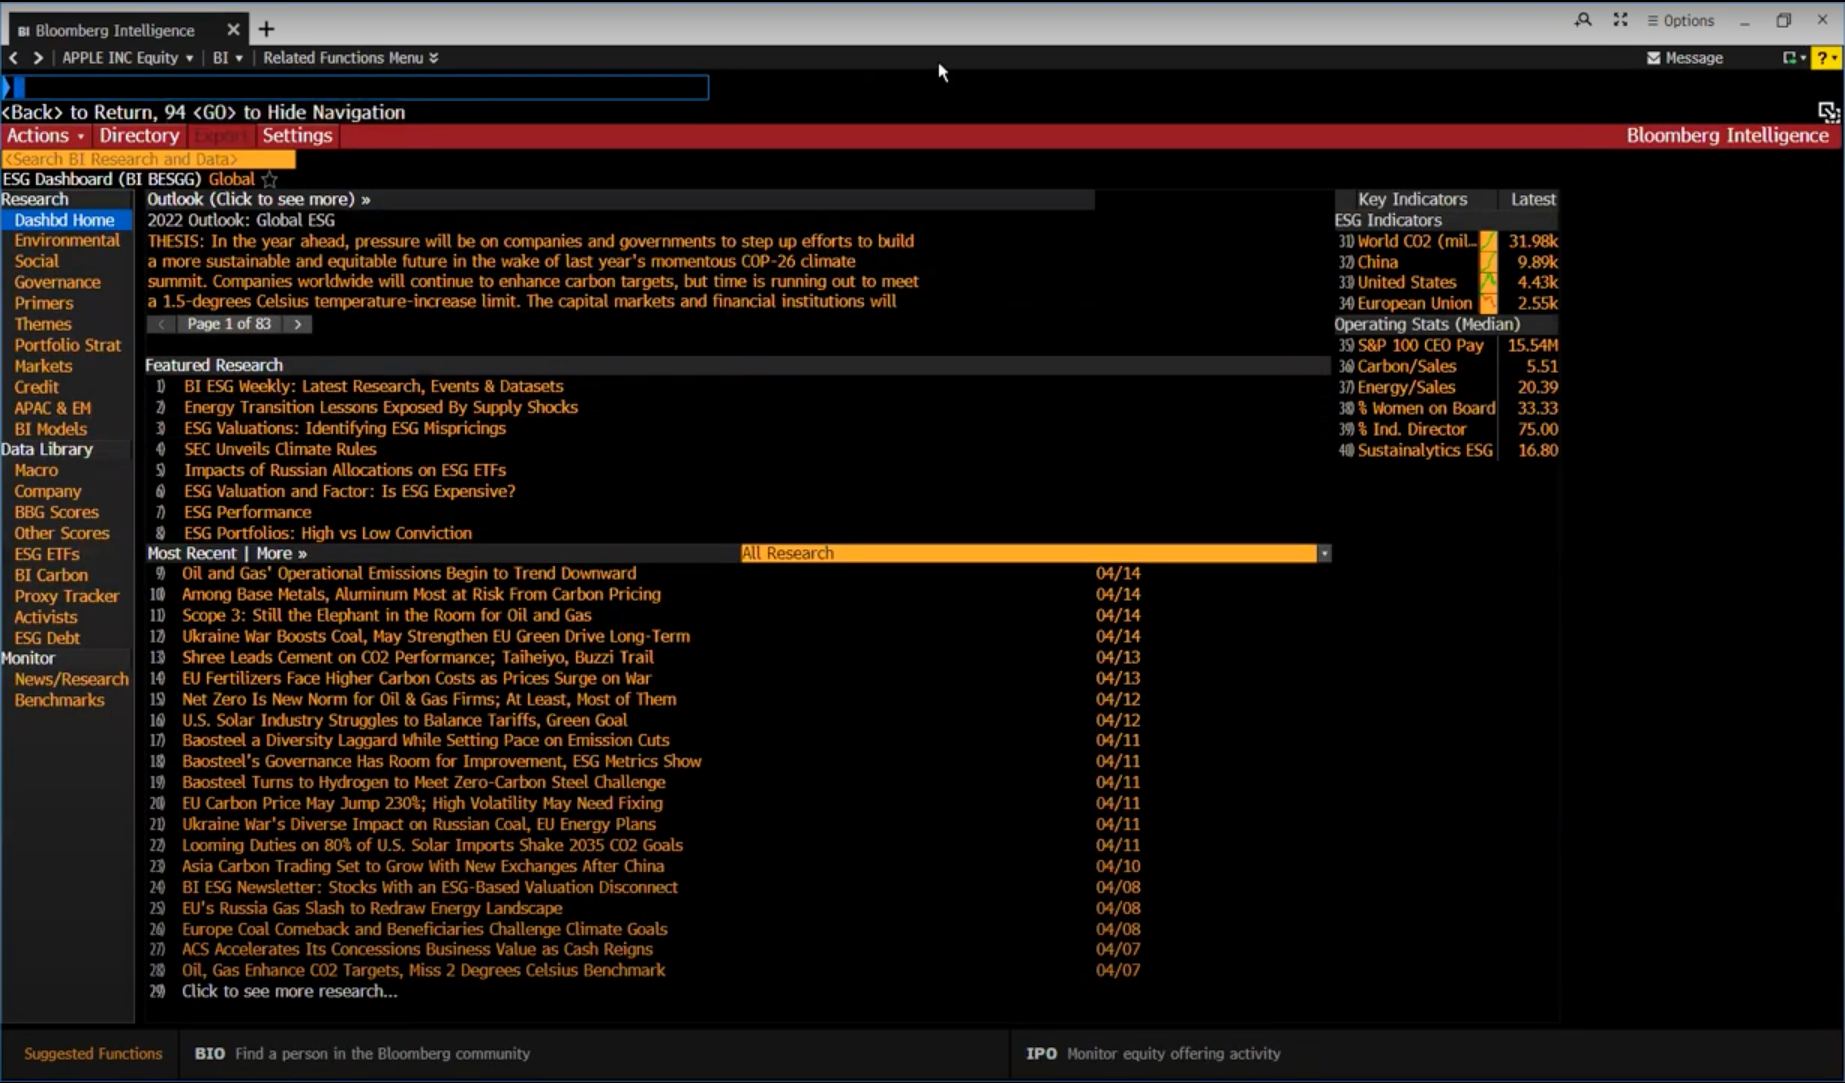 BI Bloomberg Intelligence
Options
APPLE INC Equity BI Related Functions Menu
Message ?
<Back> to Return, 94 <GO> to Hide Navigation
Actions Directory Export Settings Bloomberg Intelligence
<Search BI Research and Data>
ESG Dashboard (BI BESGG) Global
Research
Dashbd Home
Environmental
Social
Governance
Primers
Themes
Portfolio Strat
Markets
Credit
APAC & EM
BI Models
Data Library
Macro
Company
BBG Scores
Other Scores
ESG ETFs
BI Carbon
Proxy Tracker
Activists
ESG Debt
Monitor
News/Research
Benchmarks
Outlook (Click to see more) »
2022 Outlook: Global ESG
THESIS: In the year ahead, pressure will be on companies and governments to step up efforts to build
a more sustainable and equitable future in the wake of last year's momentous COP-26 climate
summit. Companies worldwide will continue to enhance carbon targets, but time is running out to meet
a 1.5-degrees Celsius temperature-increase limit. The capital markets and financial institutions will
< Page 1 of 83 >
Featured Research
1) BI ESG Weekly: Latest Research, Events & Datasets
2) Energy Transition Lessons Exposed By Supply Shocks
3) ESG Valuations: Identifying ESG Mispricings
4) SEC Unveils Climate Rules
5) Impacts of Russian Allocations on ESG ETFs
6) ESG Valuation and Factor: Is ESG Expensive?
7) ESG Performance
8) ESG Portfolios: High vs Low Conviction
Most Recent | More » All Research
9) Oil and Gas' Operational Emissions Begin to Trend Downward 04/14
10) Among Base Metals, Aluminum Most at Risk From Carbon Pricing 04/14
11) Scope 3: Still the Elephant in the Room for Oil and Gas 04/14
12) Ukraine War Boosts Coal, May Strengthen EU Green Drive Long-Term 04/14
13) Shree Leads Cement on CO2 Performance; Taiheiyo, Buzzi Trail 04/13
14) EU Fertilizers Face Higher Carbon Costs as Prices Surge on War 04/13
15) Net Zero Is New Norm for Oil & Gas Firms; At Least, Most of Them 04/12
16) U.S. Solar Industry Struggles to Balance Tariffs, Green Goal 04/12
17) Baosteel a Diversity Laggard While Setting Pace on Emission Cuts 04/11
18) Baosteel's Governance Has Room for Improvement, ESG Metrics Show 04/11
19) Baosteel Turns to Hydrogen to Meet Zero-Carbon Steel Challenge 04/11
20) EU Carbon Price May Jump 230%; High Volatility May Need Fixing 04/11
21) Ukraine War's Diverse Impact on Russian Coal, EU Energy Plans 04/11
22) Looming Duties on 80% of U.S. Solar Imports Shake 2035 CO2 Goals 04/11
23) Asia Carbon Trading Set to Grow With New Exchanges After China 04/10
24) BI ESG Newsletter: Stocks With an ESG-Based Valuation Disconnect 04/08
25) EU's Russia Gas Slash to Redraw Energy Landscape 04/08
26) Europe Coal Comeback and Beneficiaries Challenge Climate Goals 04/08
27) ACS Accelerates Its Concessions Business Value as Cash Reigns 04/07
28) Oil, Gas Enhance CO2 Targets, Miss 2 Degrees Celsius Benchmark 04/07
29) Click to see more research...
Key Indicators Latest
ESG Indicators
31) World CO2 (mil... 31.98k
32) China 9.89k
33) United States 4.43k
34) European Union 2.55k
Operating Stats (Median)
35) S&P 100 CEO Pay 15.54M
36) Carbon/Sales 5.51
37) Energy/Sales 20.39
38) % Women on Board 33.33
39) % Ind. Director 75.00
40) Sustainalytics ESG 16.80
Suggested Functions BIO Find a person in the Bloomberg community IPO Monitor equity offering activity